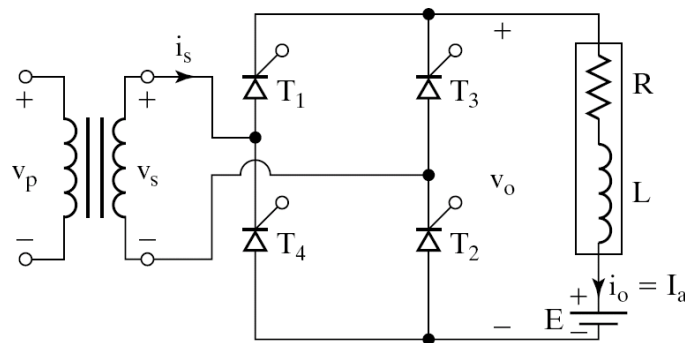 i_s
+
T_1
T_3
R
+
+
v_p
v_s
v_o
L
−
−
T_4
T_2
+
i_o = I_a
E
−
−